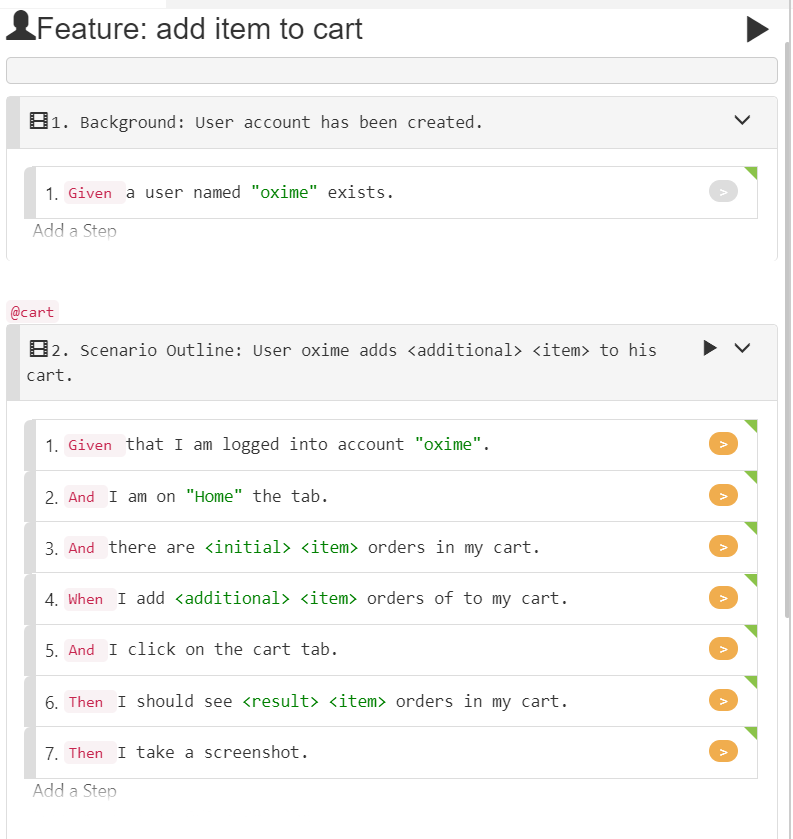 Feature: add item to cart
1. Background: User account has been created.
1. Given a user named "oxime" exists. >
Add a Step
@cart
2. Scenario Outline: User oxime adds <additional> <item> to his
cart.
1. Given that I am logged into account "oxime". >
2. And I am on "Home" the tab. >
3. And there are <initial> <item> orders in my cart. >
4. When I add <additional> <item> orders of to my cart. >
5. And I click on the cart tab. >
6. Then I should see <result> <item> orders in my cart. >
7. Then I take a screenshot. >
Add a Step